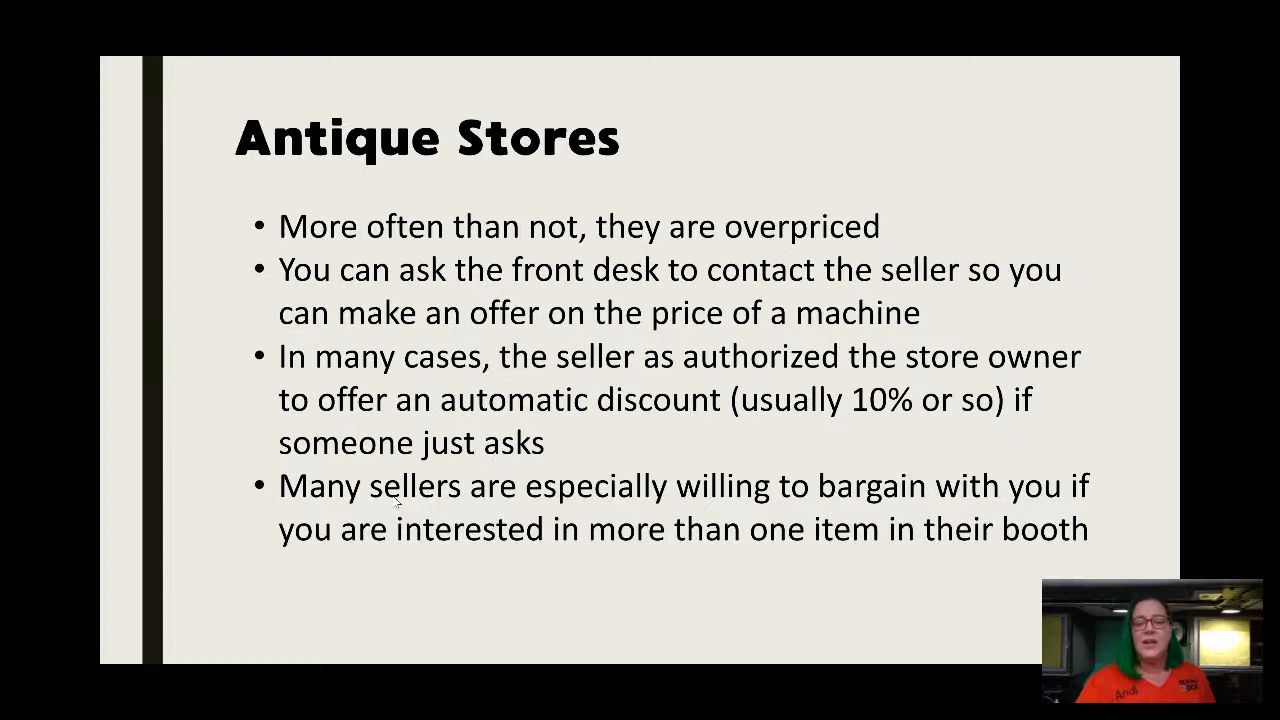 Antique Stores
• More often than not, they are overpriced
• You can ask the front desk to contact the seller so you
can make an offer on the price of a machine
• In many cases, the seller as authorized the store owner
to offer an automatic discount (usually 10% or so) if
someone just asks
• Many sellers are especially willing to bargain with you if
you are interested in more than one item in their booth
Andi